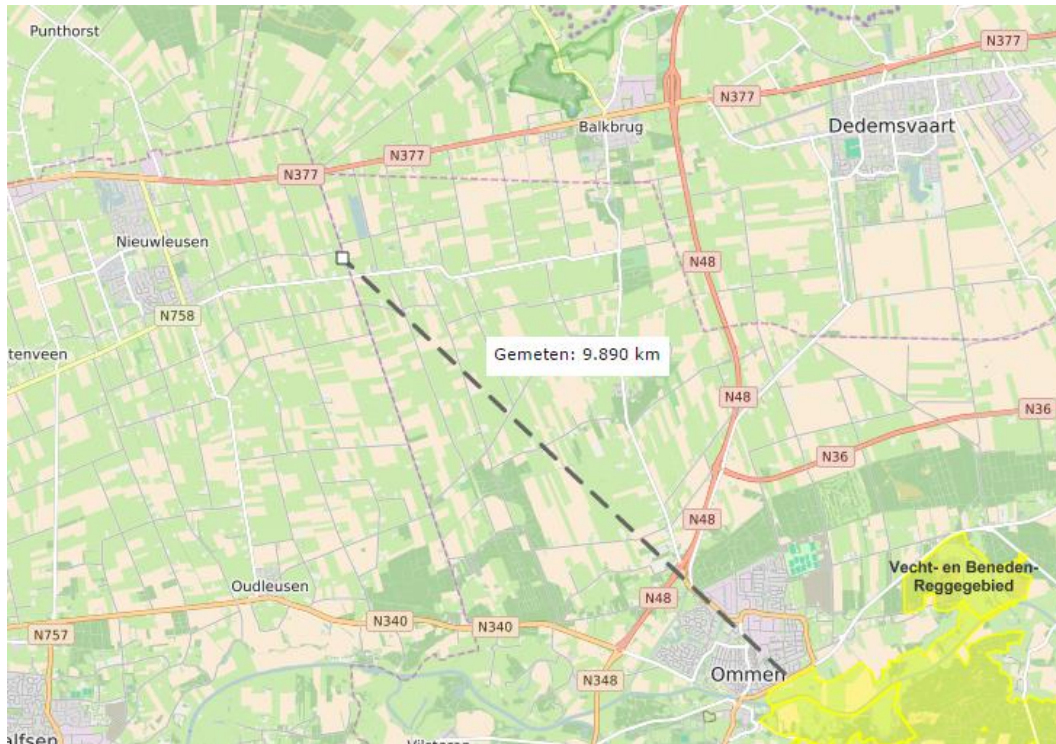 Punthorst
N377
N377
Balkbrug
Dedemsvaart
N377
N377
Nieuwleusen
N48
N758
tenveen
Gemeten: 9.890 km
N48
N36
N36
N48
Vecht- en Beneden-
Reggegebied
Oudleusen
N48
N757
N340
N340
N348
Ommen
alfsen
Vilsteren